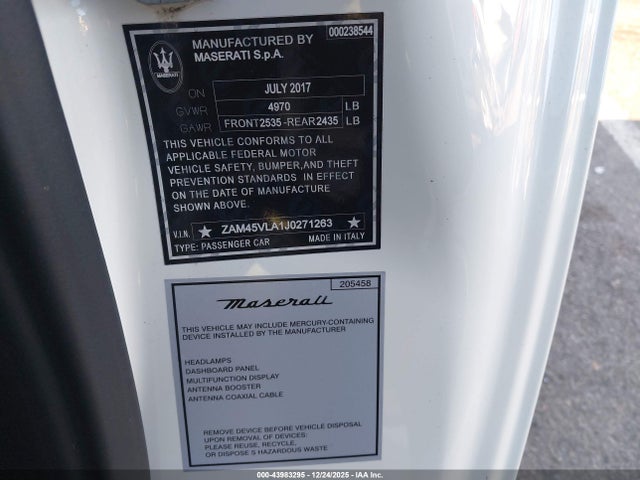 000238544
MANUFACTURED BY
MASERATI S.p.A.
MASERATI
ON JULY 2017
GVWR 4970 LB
GAWR FRONT2535-REAR2435 LB
THIS VEHICLE CONFORMS TO ALL
APPLICABLE FEDERAL MOTOR
VEHICLE SAFETY, BUMPER,AND THEFT
PREVENTION STANDARDS IN EFFECT
ON THE DATE OF MANUFACTURE
SHOWN ABOVE.
V.I.N. ★ ZAM45VLA1J0271263 ★
TYPE: PASSENGER CAR MADE IN ITALY
205458
Maserati
THIS VEHICLE MAY INCLUDE MERCURY-CONTAINING
DEVICE INSTALLED BY THE MANUFACTURER
HEADLAMPS
DASHBOARD PANEL
MULTIFUNCTION DISPLAY
ANTENNA BOOSTER
ANTENNA COAXIAL CABLE
REMOVE DEVICE BEFORE VEHICLE DISPOSAL
UPON REMOVAL OF DEVICES:
PLEASE REUSE, RECYCLE,
OR DISPOSE S HAZARDOUS WASTE
000-43983295 - 12/24/2025 - IAA Inc.